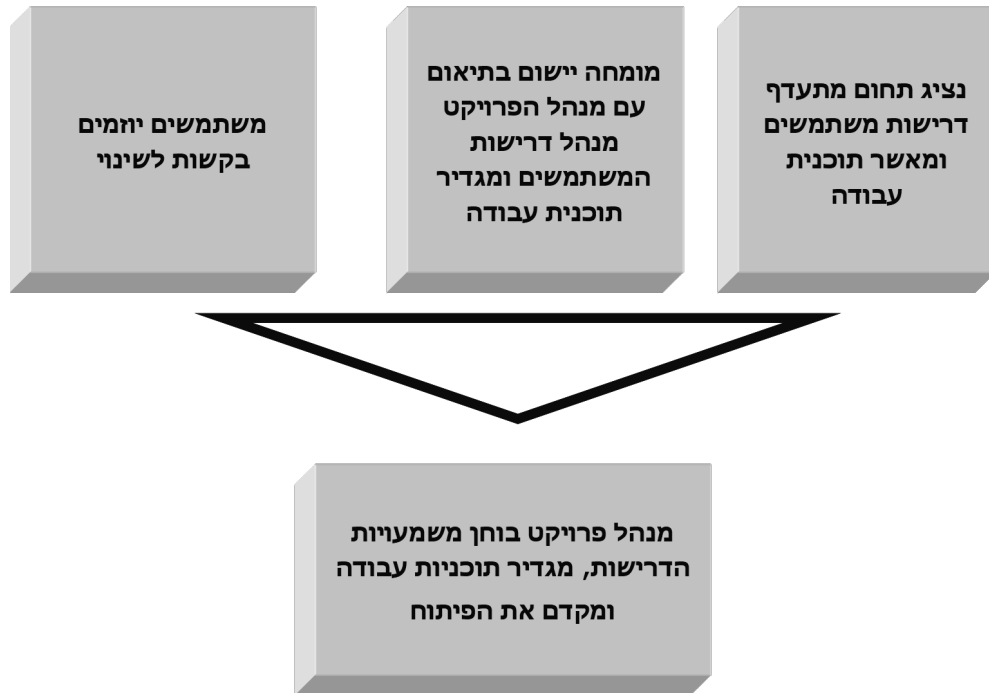 נציג תחום מתעדף
דרישות משתמשים
ומאשר תוכנית
עבודה
מומחה יישום בתיאום
עם מנהל הפרויקט
מנהל דרישות
המשתמשים ומגדיר
תוכנית עבודה
משתמשים יוזמים
בקשות לשינוי
מנהל פרויקט בוחן משמעויות
הדרישות, מגדיר תוכניות עבודה
ומקדם את הפיתוח